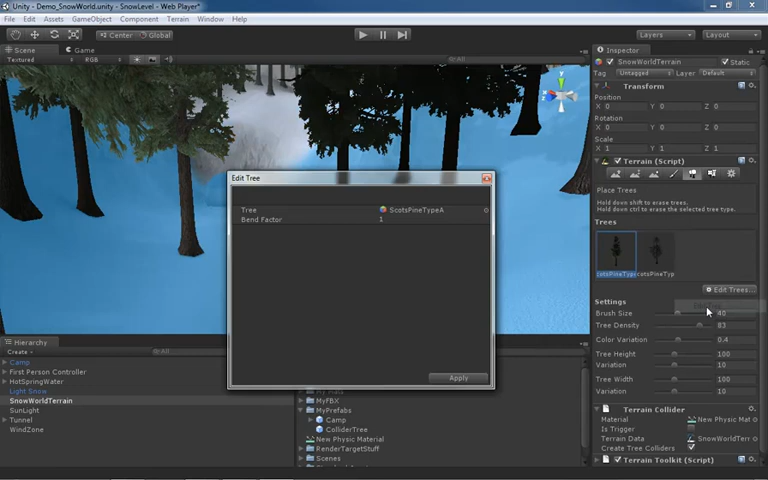 Unity - Demo_SnowWorld.unity - SnowLevel - Web Player*
File Edit Assets GameObject Component Terrain Window Help
Center Global
Layers Layout
Scene Game
Textured RGB All
Inspector
SnowWorldTerrain Static
Tag Untagged Layer Default
Transform
Position
X 0 Y 0 Z 0
Rotation
X 0 Y 0 Z 0
Scale
X 1 Y 1 Z 1
Terrain (Script)
Place Trees
Hold down shift to erase trees.
Hold down ctrl to erase the selected tree type.
Trees
cotsPineType cotsPineTyp
Edit Trees...
Settings
Brush Size 40
Tree Density 83
Color Variation 0.4
Tree Height 100
Variation 10
Tree Width 100
Variation 10
Terrain Collider
Material New Physic Mat
Is Trigger
Terrain Data SnowWorldTerr
Create Tree Colliders
Terrain Toolkit (Script)
Edit Tree
Tree ScotsPineTypeA
Bend Factor 1
Apply
Hierarchy
Create All
Camp
First Person Controller
HotSpringWater
Light Snow
SnowWorldTerrain
SunLight
Tunnel
WindZone
MyFBX
MyPrefabs
Camp
ColliderTree
New Physic Material
RenderTargetStuff
Scenes